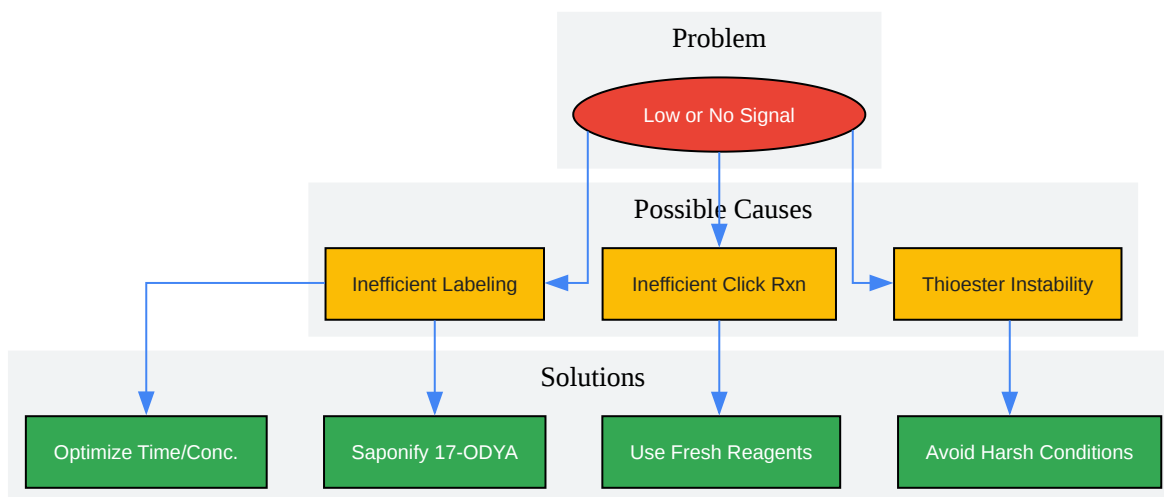 Problem
Low or No Signal
Possible Causes
Inefficient Labeling
Inefficient Click Rxn
Thioester Instability
Solutions
Optimize Time/Conc.
Saponify 17-ODYA
Use Fresh Reagents
Avoid Harsh Conditions